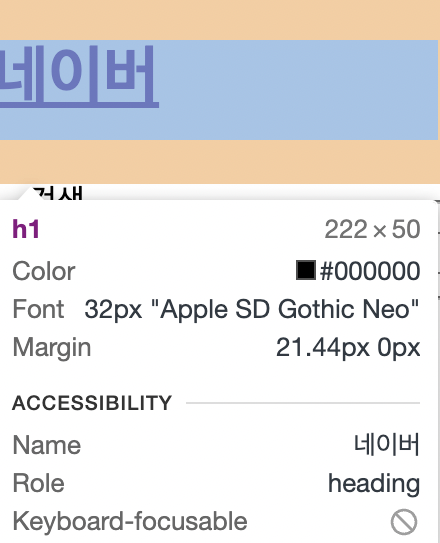 네이버
검색
h1 222 × 50
Color #000000
Font 32px "Apple SD Gothic Neo"
Margin 21.44px 0px
ACCESSIBILITY
Name 네이버
Role heading
Keyboard-focusable